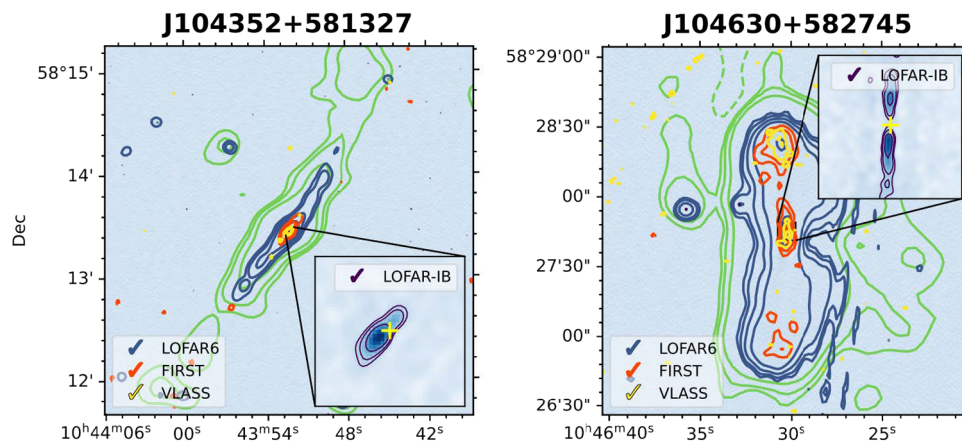 J104352+581327
J104630+582745
Dec
58°15'
14'
13'
12'
10ʰ44ᵐ06ˢ 00ˢ 43ᵐ54ˢ 48ˢ 42ˢ
LOFAR-IB
LOFAR6
FIRST
VLASS
58°29'00"
28'30"
00"
27'30"
00"
26'30"
10ʰ46ᵐ40ˢ 35ˢ 30ˢ 25ˢ
LOFAR-IB
LOFAR6
FIRST
VLASS